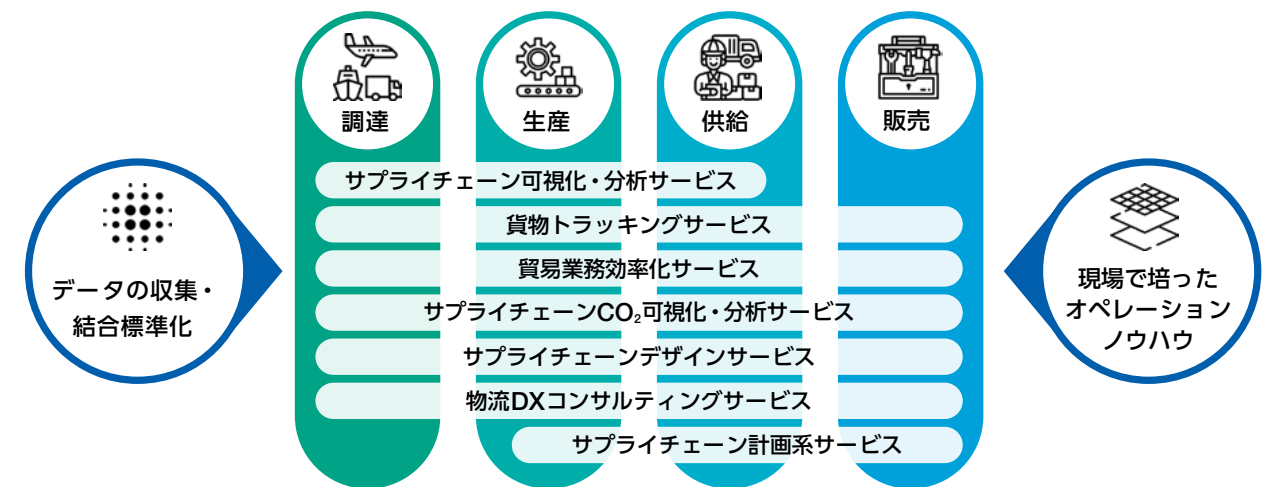 調達
生産
供給
販売
サプライチェーン可視化・分析サービス
貨物トラッキングサービス
貿易業務効率化サービス
サプライチェーンCO₂可視化・分析サービス
サプライチェーンデザインサービス
物流DXコンサルティングサービス
サプライチェーン計画系サービス
データの収集・
結合標準化
現場で培った
オペレーション
ノウハウ